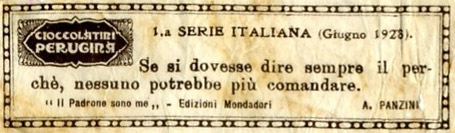 CIOCCOLATINI
PERUGINA
1.a SERIE ITALIANA (Giugno 1928).
Se si dovesse dire sempre il per-
chè, nessuno potrebbe più comandare.
"Il Padrone sono me„ - Edizioni Mondadori A. PANZINI